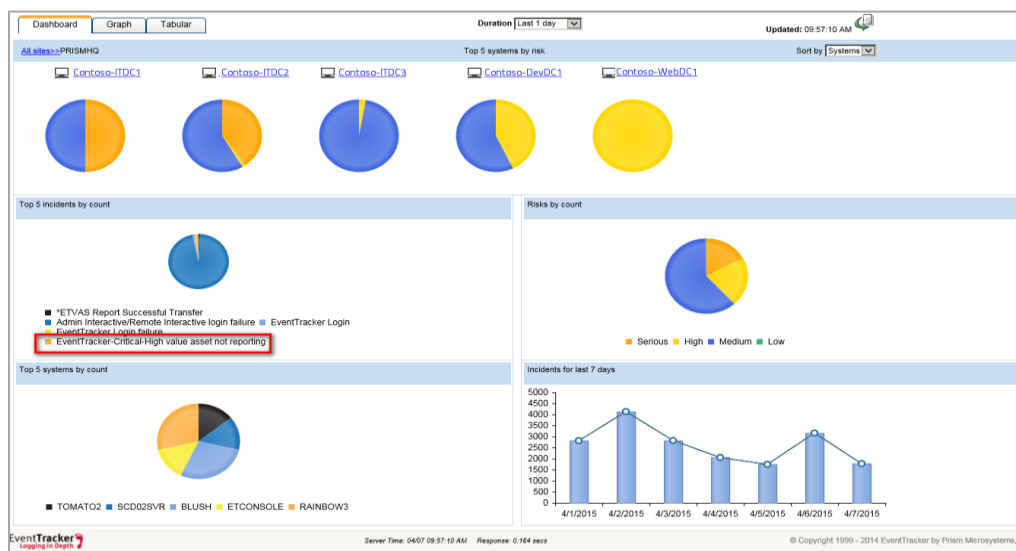 Dashboard Graph Tabular Duration Last 1 day Updated: 09:57:10 AM
All sites>>PRISMHQ Top 5 systems by risk Sort by Systems
Contoso-ITDC1 Contoso-ITDC2 Contoso-ITDC3 Contoso-DevDC1 Contoso-WebDC1
Top 5 incidents by count
*ETVAS Report Successful Transfer
Admin Interactive/Remote Interactive login failure EventTracker Login
EventTracker Login failure
EventTracker-Critical-High value asset not reporting
Risks by count
Serious High Medium Low
Top 5 systems by count
TOMATO2 SCD02SVR BLUSH ETCONSOLE RAINBOW3
Incidents for last 7 days
5000
4500
4000
3500
3000
2500
2000
1500
1000
500
0
4/1/2015 4/2/2015 4/3/2015 4/4/2015 4/5/2015 4/6/2015 4/7/2015
EventTracker
Logging in Depth
Server Time: 04/07 09:57:10 AM Response: 0.164 secs
© Copyright 1999 - 2014 EventTracker by Prism Microsystems,